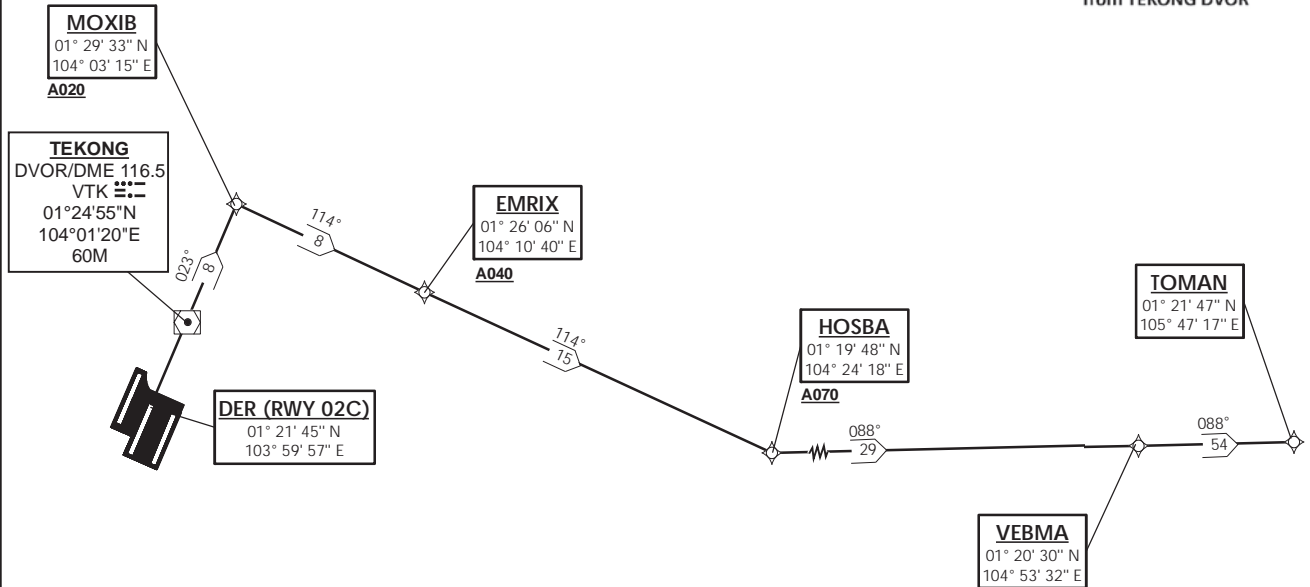 from TEKONG DVOR
MOXIB
01° 29' 33" N
104° 03' 15" E
A020
TEKONG
DVOR/DME 116.5
VTK
01°24'55"N
104°01'20"E
60M
023°
8
114°
8
EMRIX
01° 26' 06" N
104° 10' 40" E
A040
114°
15
HOSBA
01° 19' 48" N
104° 24' 18" E
A070
TOMAN
01° 21' 47" N
105° 47' 17" E
088°
29
088°
54
DER (RWY 02C)
01° 21' 45" N
103° 59' 57" E
VEBMA
01° 20' 30" N
104° 53' 32" E